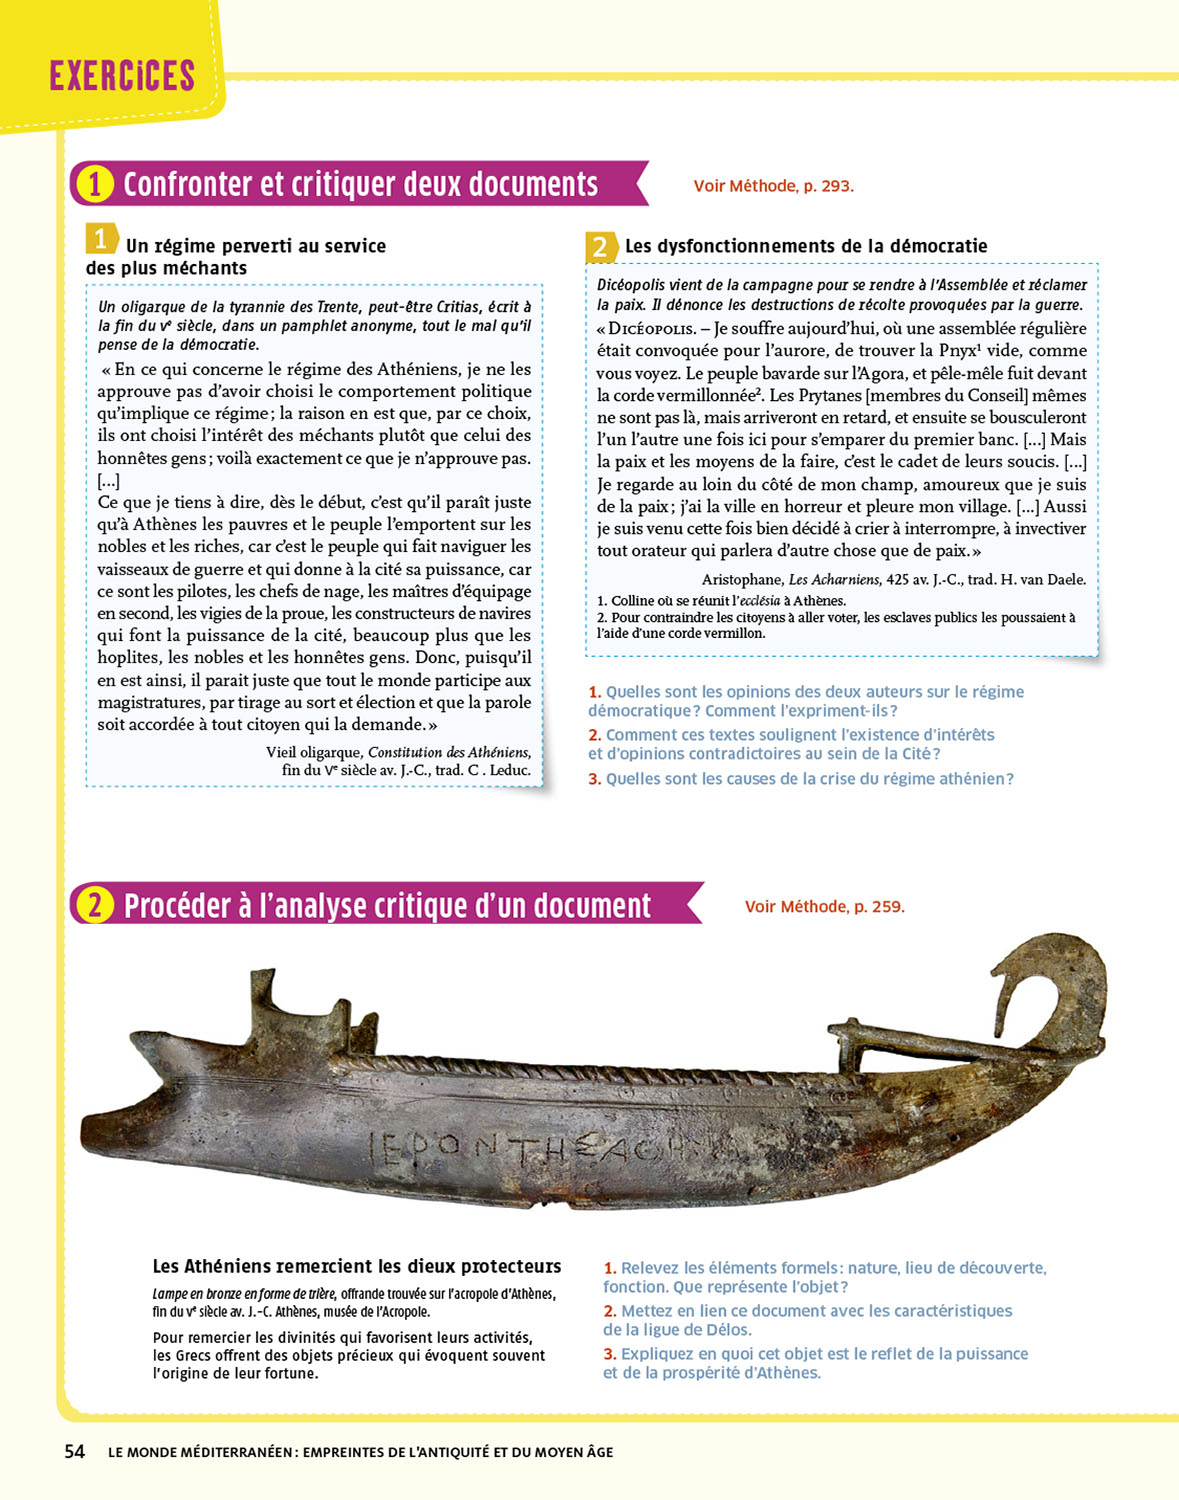 EXERCiCES
1 Confronter et critiquer deux documents
Voir Méthode, p. 293.
1 Un régime perverti au service
des plus méchants
Un oligarque de la tyrannie des Trente, peut-être Critias, écrit à
la fin du Ve siècle, dans un pamphlet anonyme, tout le mal qu'il
pense de la démocratie.
« En ce qui concerne le régime des Athéniens, je ne les
approuve pas d'avoir choisi le comportement politique
qu'implique ce régime ; la raison en est que, par ce choix,
ils ont choisi l'intérêt des méchants plutôt que celui des
honnêtes gens ; voilà exactement ce que je n'approuve pas.
[...]
Ce que je tiens à dire, dès le début, c'est qu'il paraît juste
qu'à Athènes les pauvres et le peuple l'emportent sur les
nobles et les riches, car c'est le peuple qui fait naviguer les
vaisseaux de guerre et qui donne à la cité sa puissance, car
ce sont les pilotes, les chefs de nage, les maîtres d'équipage
en second, les vigies de la proue, les constructeurs de navires
qui font la puissance de la cité, beaucoup plus que les
hoplites, les nobles et les honnêtes gens. Donc, puisqu'il
en est ainsi, il parait juste que tout le monde participe aux
magistratures, par tirage au sort et élection et que la parole
soit accordée à tout citoyen qui la demande. »
Vieil oligarque, Constitution des Athéniens,
fin du Ve siècle av. J.-C., trad. C . Leduc.
2 Les dysfonctionnements de la démocratie
Dicéopolis vient de la campagne pour se rendre à l'Assemblée et réclamer
la paix. Il dénonce les destructions de récolte provoquées par la guerre.
« DICÉOPOLIS. – Je souffre aujourd'hui, où une assemblée régulière
était convoquée pour l'aurore, de trouver la Pnyx1 vide, comme
vous voyez. Le peuple bavarde sur l'Agora, et pêle-mêle fuit devant
la corde vermillonnée2. Les Prytanes [membres du Conseil] mêmes
ne sont pas là, mais arriveront en retard, et ensuite se bousculeront
l'un l'autre une fois ici pour s'emparer du premier banc. [...] Mais
la paix et les moyens de la faire, c'est le cadet de leurs soucis. [...]
Je regarde au loin du côté de mon champ, amoureux que je suis
de la paix ; j'ai la ville en horreur et pleure mon village. [...] Aussi
je suis venu cette fois bien décidé à crier à interrompre, à invectiver
tout orateur qui parlera d'autre chose que de paix. »
Aristophane, Les Acharniens, 425 av. J.-C., trad. H. van Daele.
1. Colline où se réunit l'ecclésia à Athènes.
2. Pour contraindre les citoyens à aller voter, les esclaves publics les poussaient à
l'aide d'une corde vermillon.
1. Quelles sont les opinions des deux auteurs sur le régime
démocratique ? Comment l'expriment-ils ?
2. Comment ces textes soulignent l'existence d'intérêts
et d'opinions contradictoires au sein de la Cité ?
3. Quelles sont les causes de la crise du régime athénien ?
2 Procéder à l'analyse critique d'un document
Voir Méthode, p. 259.
Les Athéniens remercient les dieux protecteurs
Lampe en bronze en forme de trière, offrande trouvée sur l'acropole d'Athènes,
fin du Ve siècle av. J.-C. Athènes, musée de l'Acropole.
Pour remercier les divinités qui favorisent leurs activités,
les Grecs offrent des objets précieux qui évoquent souvent
l'origine de leur fortune.
1. Relevez les éléments formels : nature, lieu de découverte,
fonction. Que représente l'objet ?
2. Mettez en lien ce document avec les caractéristiques
de la ligue de Délos.
3. Expliquez en quoi cet objet est le reflet de la puissance
et de la prospérité d'Athènes.
54 LE MONDE MÉDITERRANÉEN : EMPREINTES DE L'ANTIQUITÉ ET DU MOYEN ÂGE